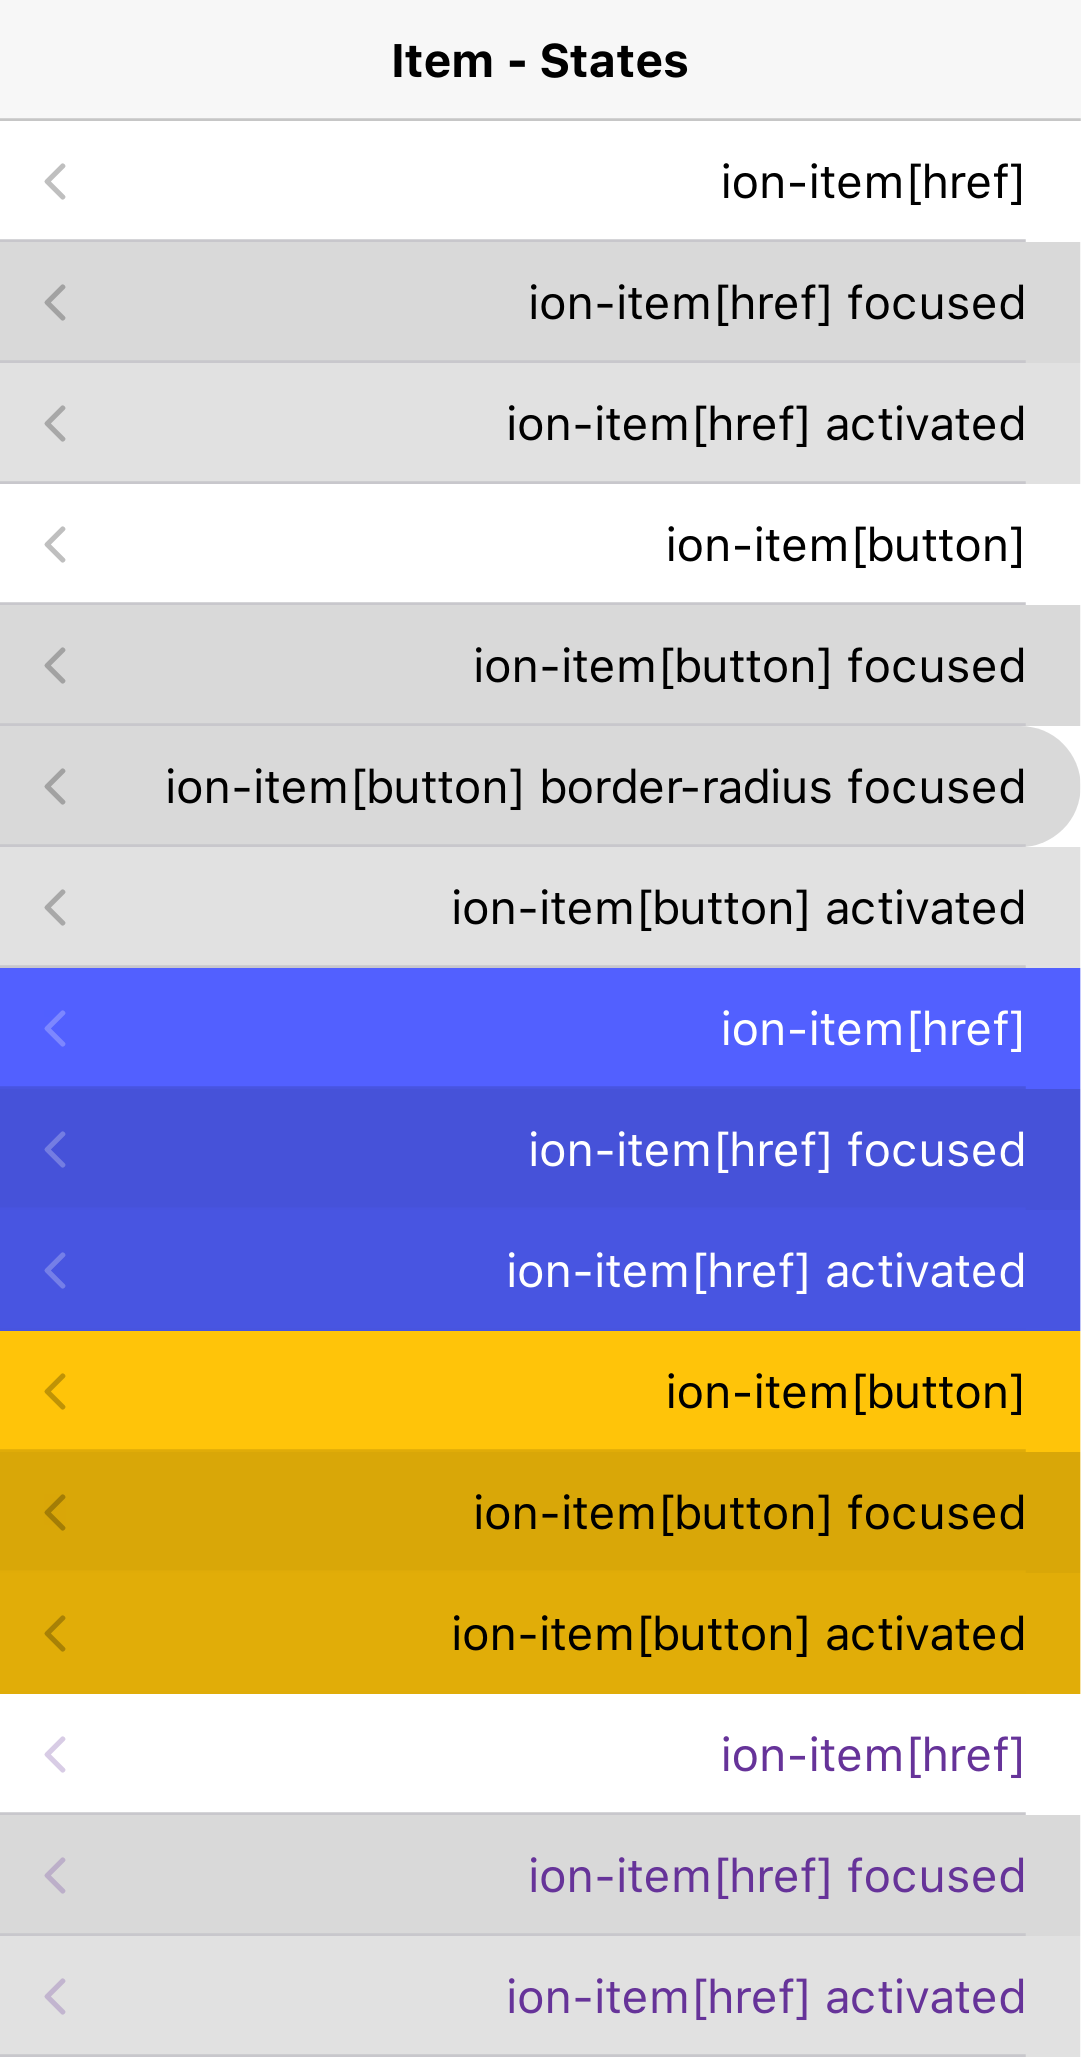 Item - States
ion-item[href]
ion-item[href] focused
ion-item[href] activated
ion-item[button]
ion-item[button] focused
ion-item[button] border-radius focused
ion-item[button] activated
ion-item[href]
ion-item[href] focused
ion-item[href] activated
ion-item[button]
ion-item[button] focused
ion-item[button] activated
ion-item[href]
ion-item[href] focused
ion-item[href] activated